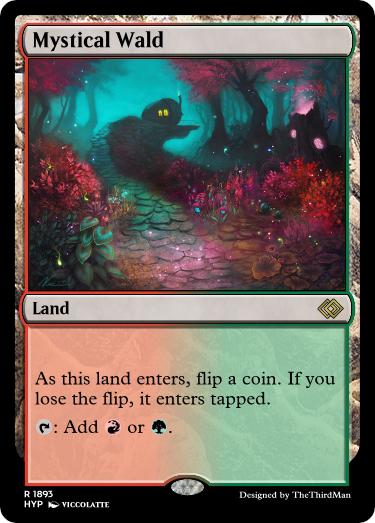 Mystical Wald
Land
As this land enters, flip a coin. If you
lose the flip, it enters tapped.
: Add or .
R 1893
HYP VICCOLATTE
Designed by TheThirdMan